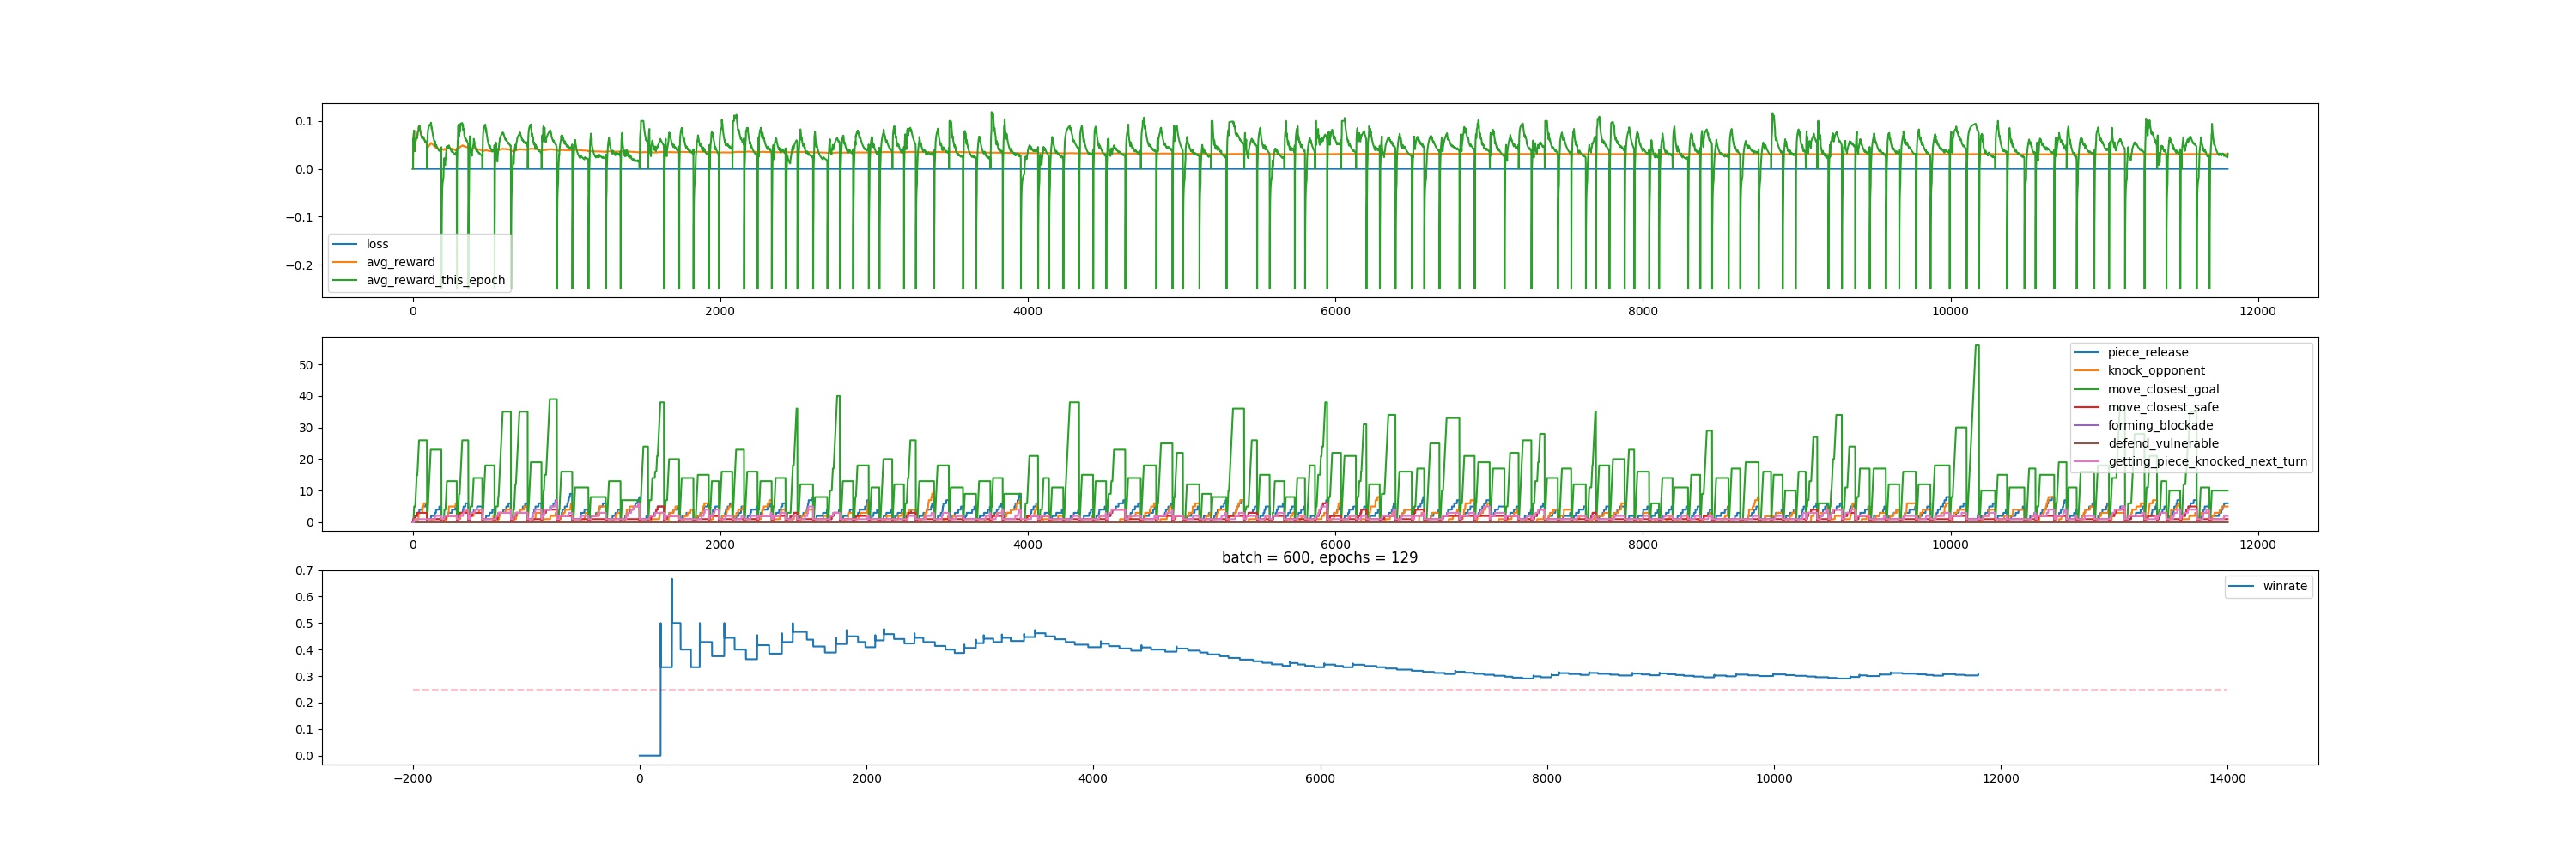 0.1
0.0
−0.1
−0.2
loss
avg_reward
avg_reward_this_epoch
0 2000 4000 6000 8000 10000 12000
50
40
30
20
10
0
piece_release
knock_opponent
move_closest_goal
move_closest_safe
forming_blockade
defend_vulnerable
getting_piece_knocked_next_turn
0 2000 4000 6000 8000 10000 12000
batch = 600, epochs = 129
0.7
0.6
0.5
0.4
0.3
0.2
0.1
0.0
winrate
−2000 0 2000 4000 6000 8000 10000 12000 14000